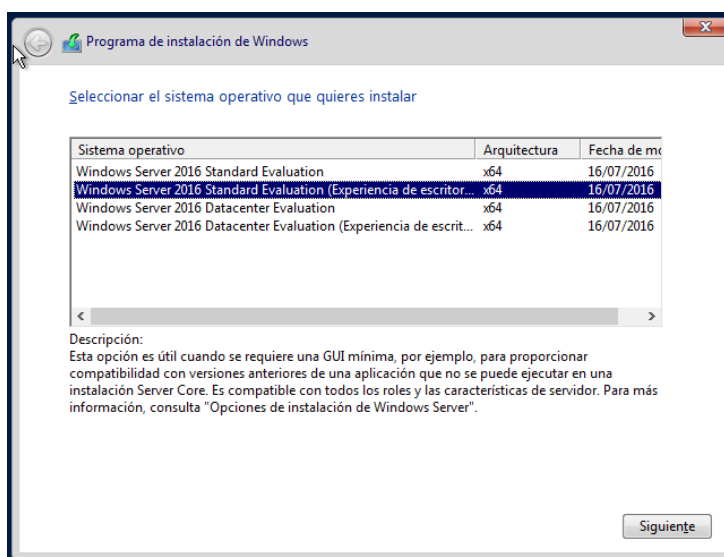 Programa de instalación de Windows
Seleccionar el sistema operativo que quieres instalar
Sistema operativo Arquitectura Fecha de mo
Windows Server 2016 Standard Evaluation x64 16/07/2016
Windows Server 2016 Standard Evaluation (Experiencia de escritor... x64 16/07/2016
Windows Server 2016 Datacenter Evaluation x64 16/07/2016
Windows Server 2016 Datacenter Evaluation (Experiencia de escrit... x64 16/07/2016
Descripción:
Esta opción es útil cuando se requiere una GUI mínima, por ejemplo, para proporcionar
compatibilidad con versiones anteriores de una aplicación que no se puede ejecutar en una
instalación Server Core. Es compatible con todos los roles y las características de servidor. Para más
información, consulta "Opciones de instalación de Windows Server".
Siguiente